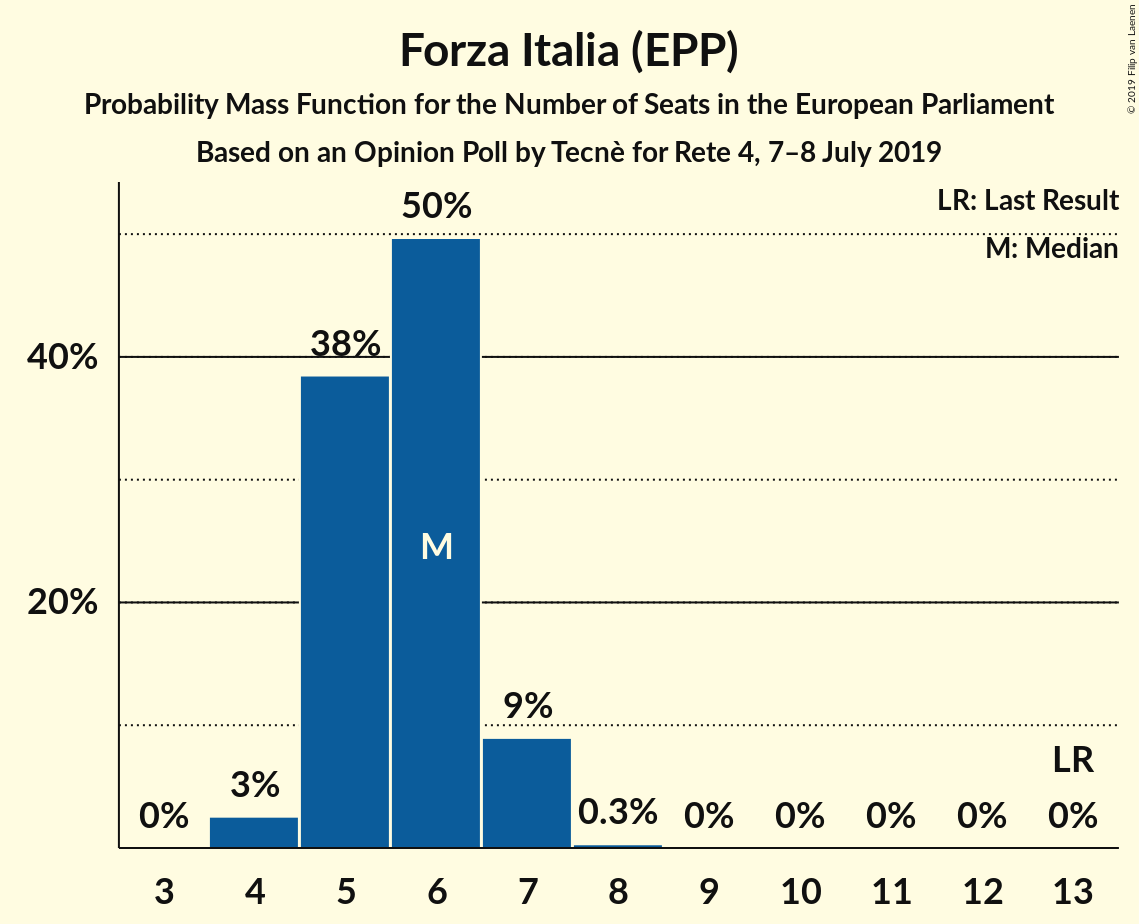 Forza Italia (EPP)
Probability Mass Function for the Number of Seats in the European Parliament
Based on an Opinion Poll by Tecnè for Rete 4, 7–8 July 2019
© 2019 Filip van Laenen
LR: Last Result
M: Median
50%
38%
40%
M
20%
9%
3%
0%
0.3%
0%
0%
0%
0%
LR
0%
3 4 5 6 7 8 9 10 11 12 13